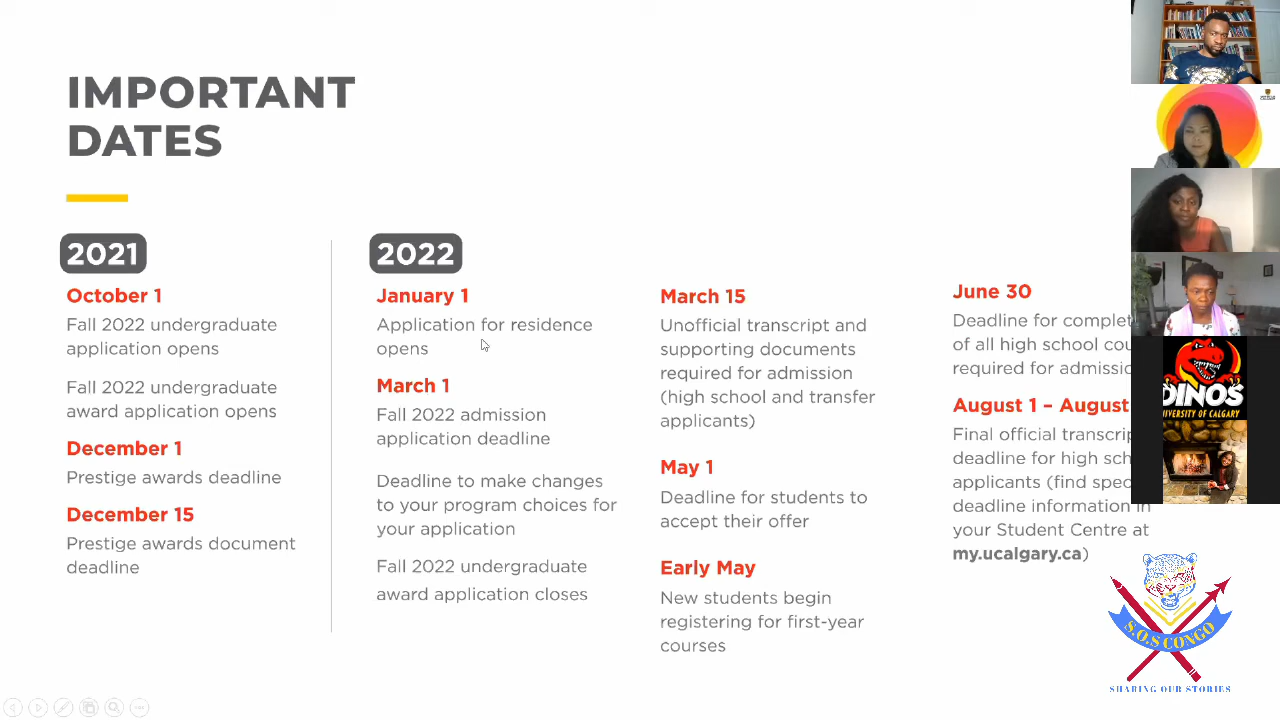 IMPORTANT
DATES
2021
October 1
Fall 2022 undergraduate
application opens
Fall 2022 undergraduate
award application opens
December 1
Prestige awards deadline
December 15
Prestige awards document
deadline
2022
January 1
Application for residence
opens
March 1
Fall 2022 admission
application deadline
Deadline to make changes
to your program choices for
your application
Fall 2022 undergraduate
award application closes
March 15
Unofficial transcript and
supporting documents
required for admission
(high school and transfer
applicants)
May 1
Deadline for students to
accept their offer
Early May
New students begin
registering for first-year
courses
June 30
Deadline for
of all high school
required for
August 1 – August
Final official
deadline for high
applicants (find
deadline information in
your Student Centre at
my.ucalgary.ca)
DINOS
UNIVERSITY OF CALGARY
S.O.S CONGO
SHARING OUR STORIES